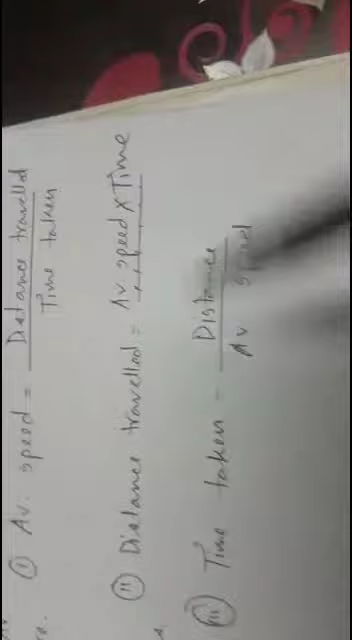 (i) Av. speed = Distance travelled
Time taken
(ii) Distance travelled = Av speed x Time
(iii) Time taken - Distance
Av speed